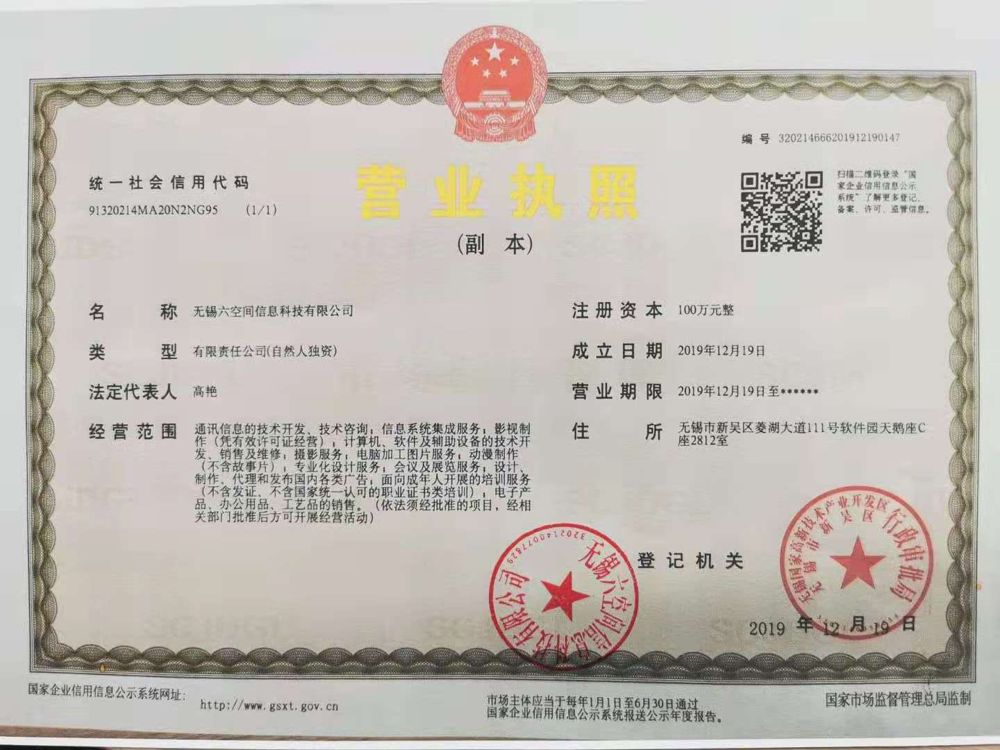 编 号 320214666201912190147
统一社会信用代码
91320214MA20N2NG95 (1/1)
营业执照
(副 本)
扫描二维码登录“国
家企业信用信息公示
系统”了解更多登记、
备案、许可、监管信息。
名 称 无锡六空间信息科技有限公司
类 型 有限责任公司(自然人独资)
法定代表人 高艳
经营范围 通讯信息的技术开发、技术咨询；信息系统集成服务；影视制
作（凭有效许可证经营）；计算机、软件及辅助设备的技术开
发、销售及维修；摄影服务；电脑加工图片服务；动漫制作
（不含故事片）；专业化设计服务；会议及展览服务；设计、
制作、代理和发布国内各类广告；面向成年人开展的培训服务
（不含发证、不含国家统一认可的职业证书类培训）；电子产
品、办公用品、工艺品的销售。（依法须经批准的项目，经相
关部门批准后方可开展经营活动）
注册资本 100万元整
成立日期 2019年12月19日
营业期限 2019年12月19日至******
住 所 无锡市新吴区菱湖大道111号软件园天鹅座C
座2812室
无锡六空间信息科技有限公司
3202140077829
登记机关
无锡国家高新技术产业开发区
无锡市新吴区
行政审批局
2019 年 12 月 19 日
国家企业信用信息公示系统网址:
http://www.gsxt.gov.cn
市场主体应当于每年1月1日至6月30日通过
国家企业信用信息公示系统报送公示年度报告。
国家市场监督管理总局监制